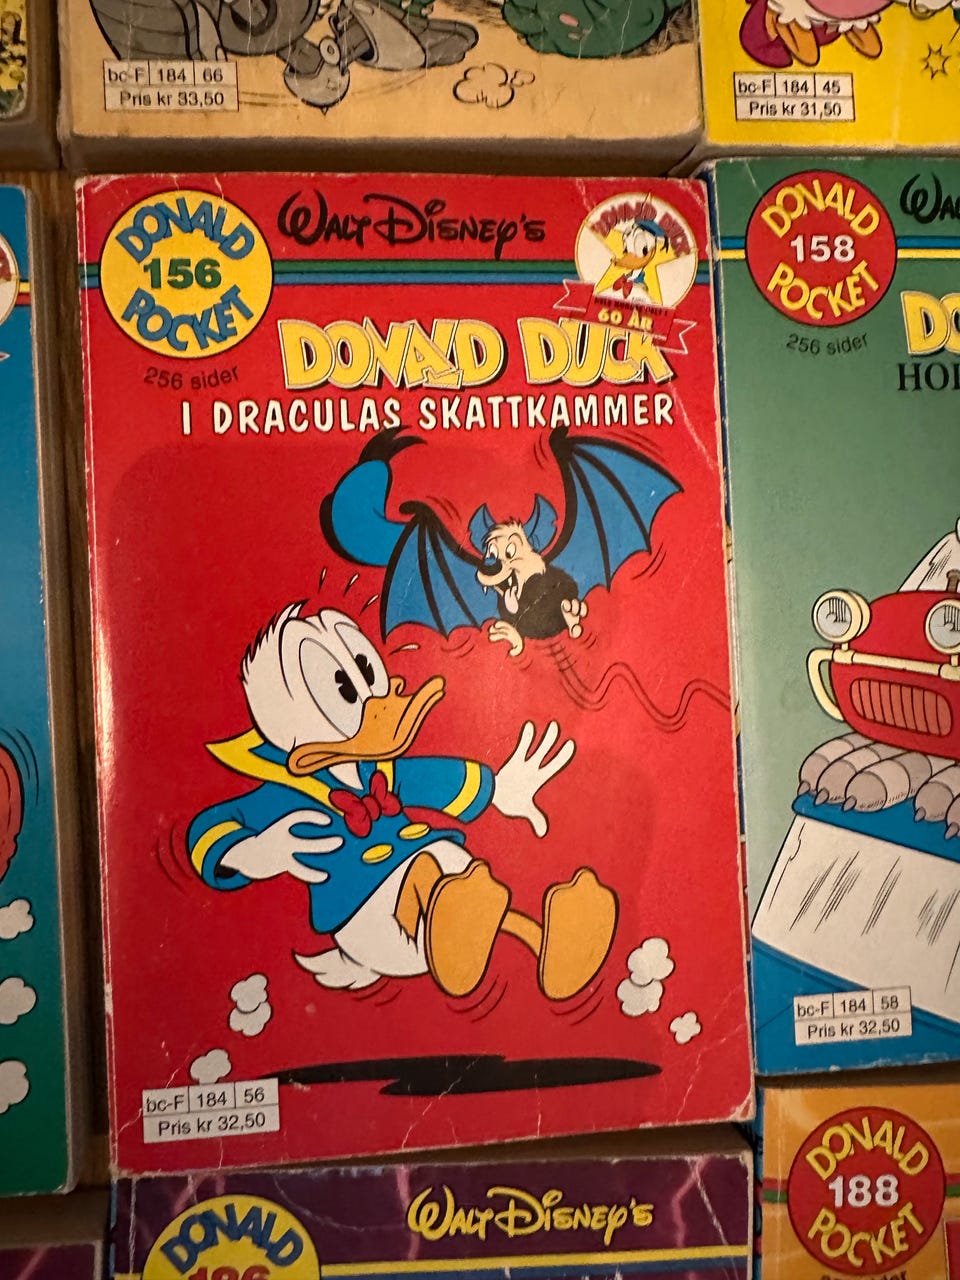 bc-F 184 66
Pris kr 33,50
bc-F 184 45
Pris kr 31,50
DONALD
156
POCKET
256 sider
WALT DISNEY'S
DONALD DUCK
60 ÅR
DONALD DUCK
I DRACULAS SKATTKAMMER
bc-F 184 56
Pris kr 32,50
DONALD
158
POCKET
256 sider
bc-F 184 58
Pris kr 32,50
DONALD
WALT DISNEY'S
DONALD
188
POCKET